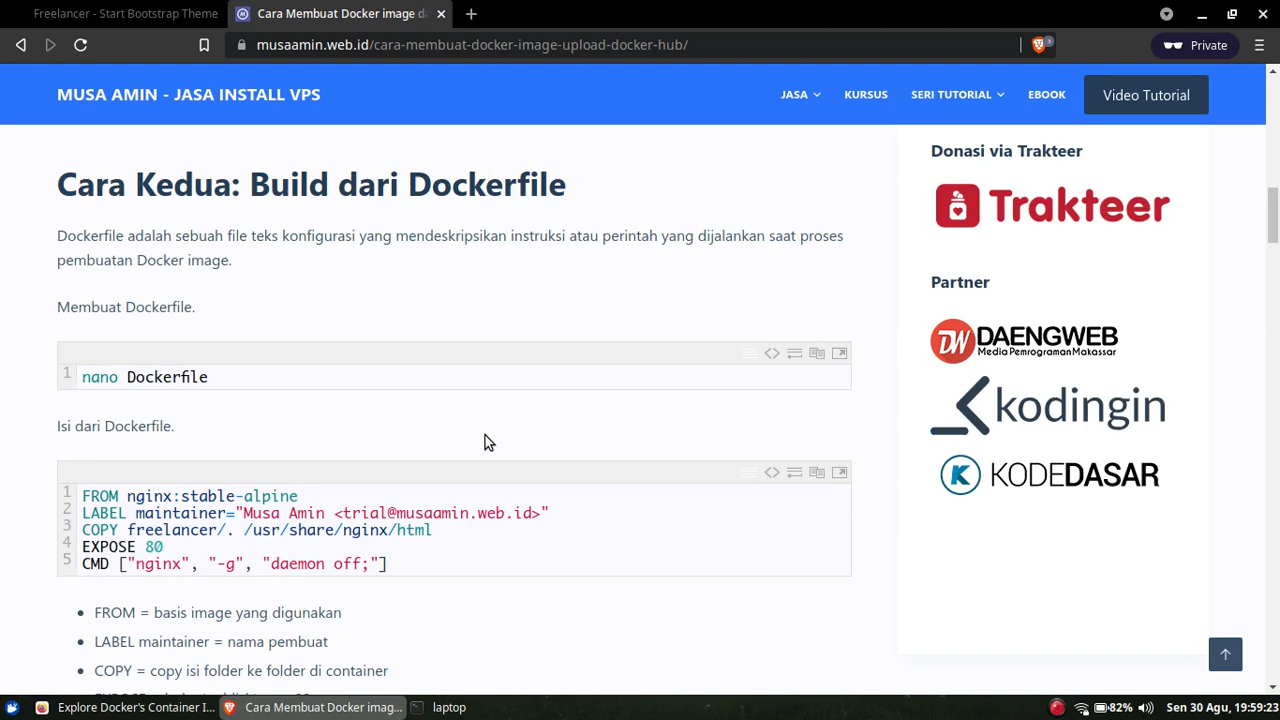 Freelancer - Start Bootstrap Theme
Cara Membuat Docker image da
musaamin.web.id/cara-membuat-docker-image-upload-docker-hub/
3
Private
MUSA AMIN - JASA INSTALL VPS
JASA
KURSUS
SERI TUTORIAL
EBOOK
Video Tutorial
Cara Kedua: Build dari Dockerfile
Dockerfile adalah sebuah file teks konfigurasi yang mendeskripsikan instruksi atau perintah yang dijalankan saat proses
pembuatan Docker image.
Membuat Dockerfile.
1 nano Dockerfile
Isi dari Dockerfile.
1 FROM nginx:stable-alpine
2 LABEL maintainer="Musa Amin <trial@musaamin.web.id>"
3 COPY freelancer/. /usr/share/nginx/html
4 EXPOSE 80
5 CMD ["nginx", "-g", "daemon off;"]
FROM = basis image yang digunakan
LABEL maintainer = nama pembuat
COPY = copy isi folder ke folder di container
Donasi via Trakteer
Trakteer
Partner
DW DAENGWEB
Media Pemrograman Makassar
kodingin
K KODEDASAR
Explore Docker's Container I...
Cara Membuat Docker imag...
laptop
82%
Sen 30 Agu, 19:59:23